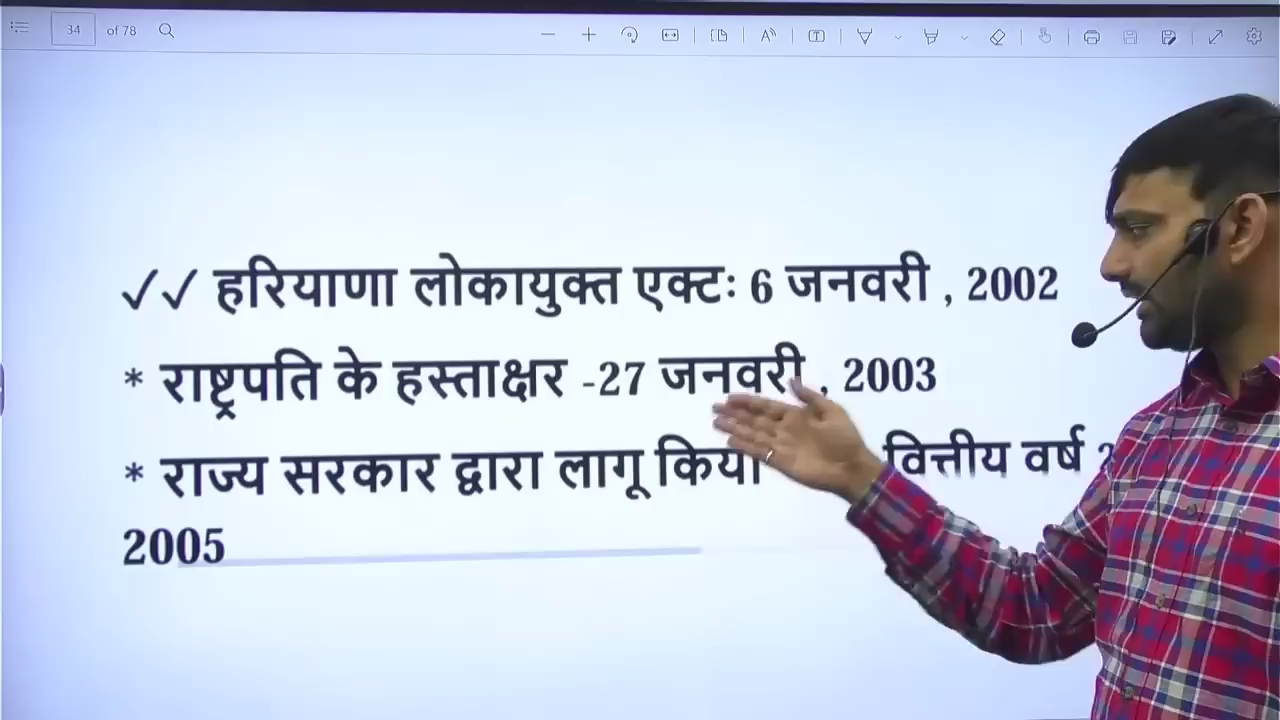 34 of 78
✓✓ हरियाणा लोकायुक्त एक्टः 6 जनवरी , 2002
* राष्ट्रपति के हस्ताक्षर -27 जनवरी , 2003
* राज्य सरकार द्वारा लागू किया वित्तीय वर्ष
2005